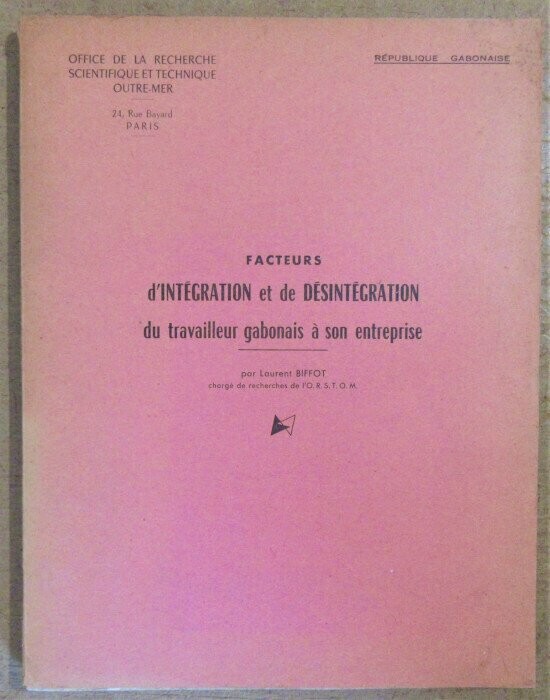 OFFICE DE LA RECHERCHE
SCIENTIFIQUE ET TECHNIQUE
OUTRE-MER
24, Rue Bayard
PARIS
RÉPUBLIQUE GABONAISE
FACTEURS
d'INTÉGRATION et de DÉSINTÉGRATION
du travailleur gabonais à son entreprise
par Laurent BIFFOT
chargé de recherches de l'O.R.S.T.O.M.